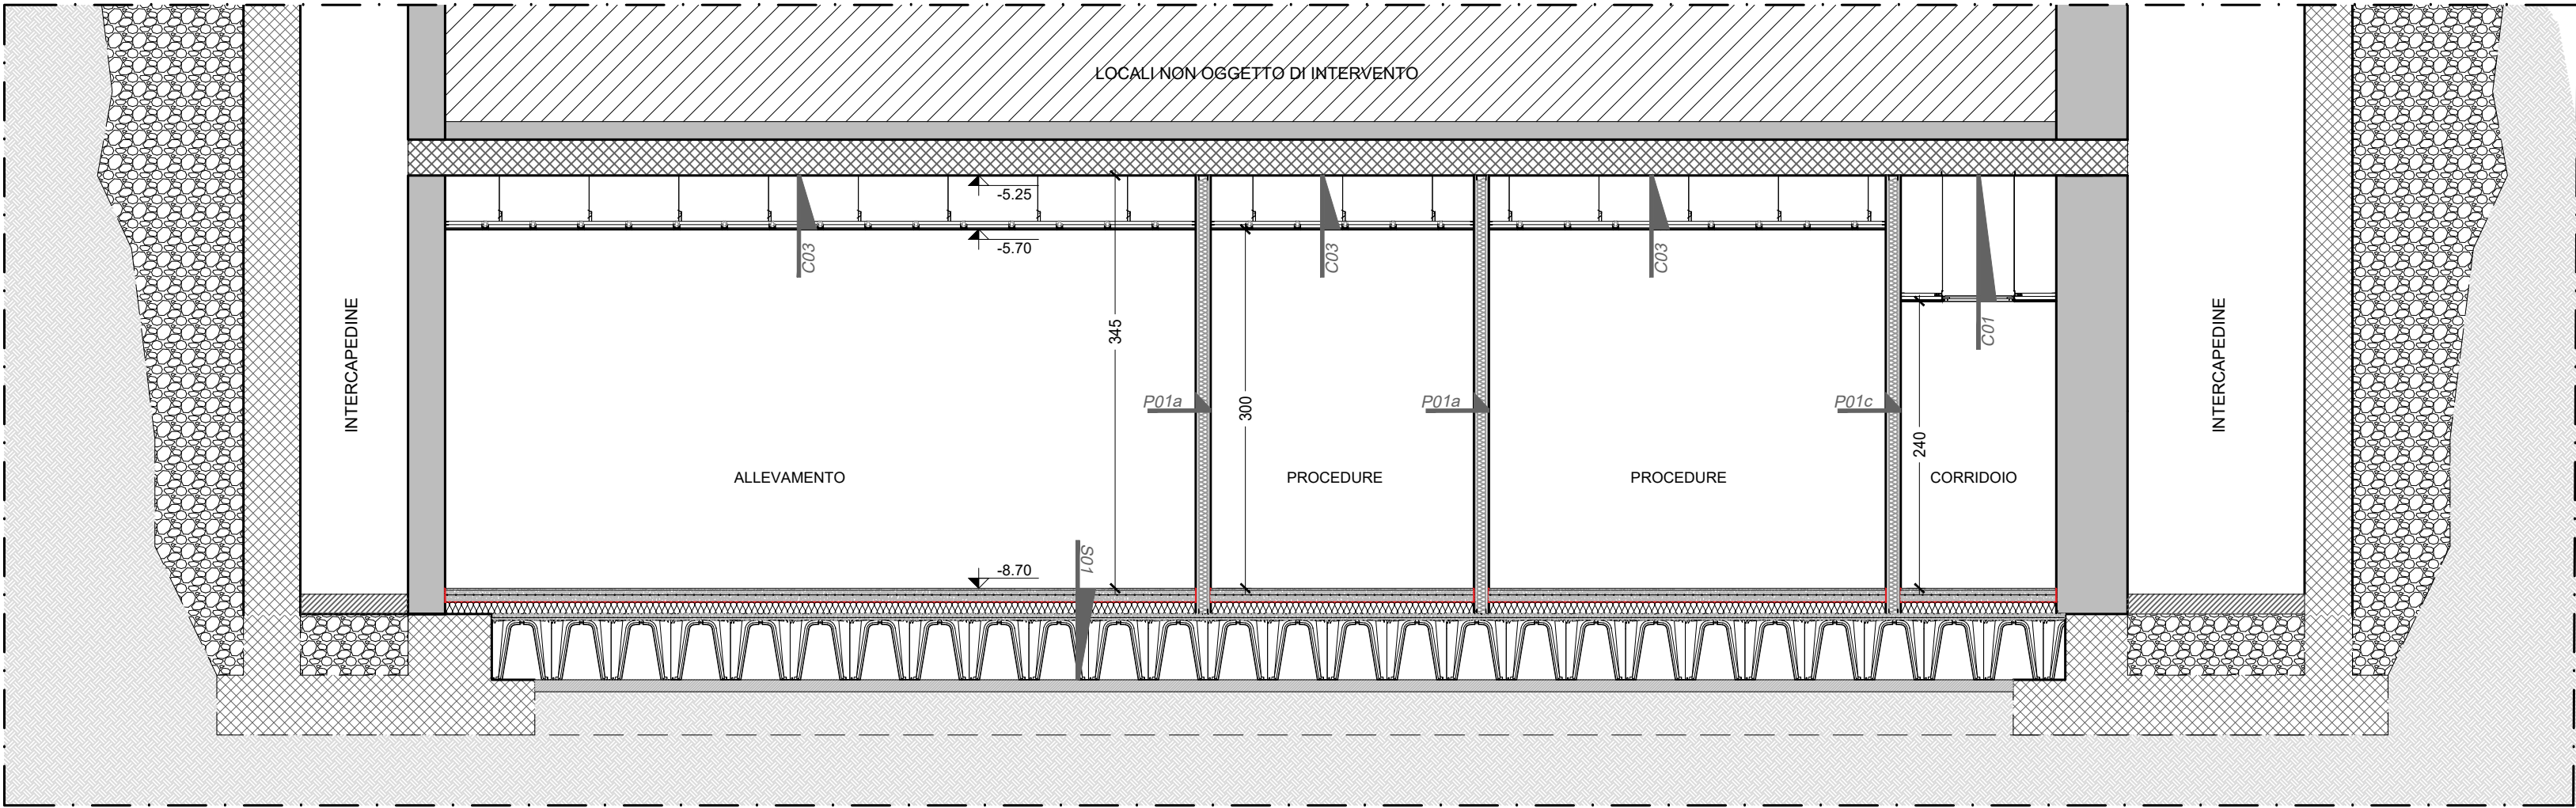 LOCALI NON OGGETTO DI INTERVENTO
-5.25
-5.70
C03
C03
C03
C01
INTERCAPEDINE
345
300
240
P01a
P01a
P01c
INTERCAPEDINE
ALLEVAMENTO
PROCEDURE
PROCEDURE
CORRIDOIO
S01
-8.70